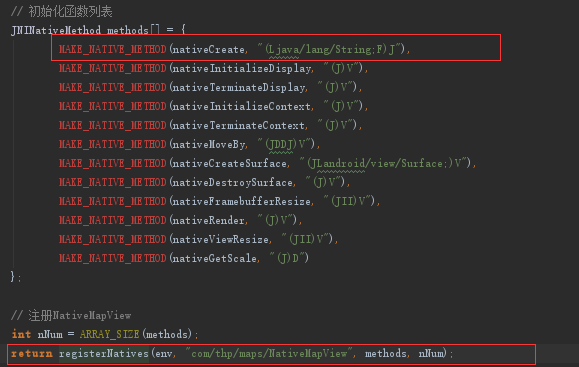 // 初始化函数列表
JNINativeMethod methods[] = {
MAKE_NATIVE_METHOD(nativeCreate, "(Ljava/lang/String;F)J"),
MAKE_NATIVE_METHOD(nativeInitializeDisplay, "(J)V"),
MAKE_NATIVE_METHOD(nativeTerminateDisplay, "(J)V"),
MAKE_NATIVE_METHOD(nativeInitializeContext, "(J)V"),
MAKE_NATIVE_METHOD(nativeTerminateContext, "(J)V"),
MAKE_NATIVE_METHOD(nativeMoveBy, "(JDDJ)V"),
MAKE_NATIVE_METHOD(nativeCreateSurface, "(JLandroid/view/Surface;)V"),
MAKE_NATIVE_METHOD(nativeDestroySurface, "(J)V"),
MAKE_NATIVE_METHOD(nativeFramebufferResize, "(JII)V"),
MAKE_NATIVE_METHOD(nativeRender, "(J)V"),
MAKE_NATIVE_METHOD(nativeViewResize, "(JII)V"),
MAKE_NATIVE_METHOD(nativeGetScale, "(J)D")
};
// 注册NativeMapView
int nNum = ARRAY_SIZE(methods);
return registerNatives(env, "com/thp/maps/NativeMapView", methods, nNum);